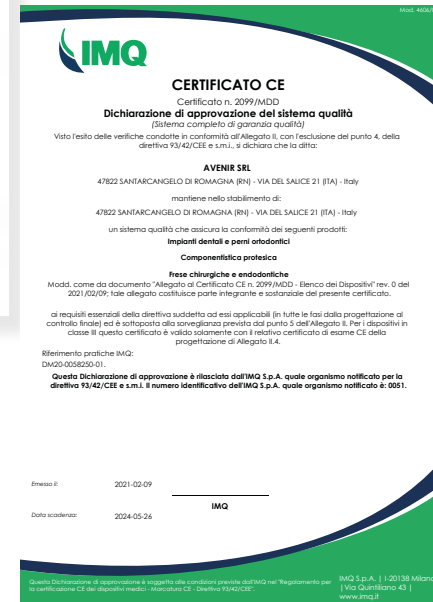 Mod. 4606/
IMQ
CERTIFICATO CE
Certificato n. 2099/MDD
Dichiarazione di approvazione del sistema qualità
(Sistema completo di garanzia qualità)
Visto l'esito delle verifiche condotte in conformità all'Allegato II, con l'esclusione del punto 4, della
direttiva 93/42/CEE e s.m.i., si dichiara che la ditta:
AVENIR SRL
47822 SANTARCANGELO DI ROMAGNA (RN) - VIA DEL SALICE 21 (ITA) - Italy
mantiene nello stabilimento di:
47822 SANTARCANGELO DI ROMAGNA (RN) - VIA DEL SALICE 21 (ITA) - Italy
un sistema qualità che assicura la conformità dei seguenti prodotti:
Impianti dentali e perni ortodontici
Componentistica protesica
Frese chirurgiche e endodontiche
Modd. come da documento "Allegato al Certificato CE n. 2099/MDD - Elenco dei Dispositivi" rev. 0 del
2021/02/09; tale allegato costituisce parte integrante e sostanziale del presente certificato.
ai requisiti essenziali della direttiva suddetta ad essi applicabili (in tutte le fasi dalla progettazione al
controllo finale) ed è sottoposta alla sorveglianza prevista dal punto 5 dell'Allegato II. Per i dispositivi in
classe III questo certificato è valido solamente con il relativo certificato di esame CE della
progettazione di Allegato II.4.
Riferimento pratiche IMQ:
DM20-0058250-01.
Questa Dichiarazione di approvazione è rilasciata dall'IMQ S.p.A. quale organismo notificato per la
direttiva 93/42/CEE e s.m.i. Il numero identificativo dell'IMQ S.p.A. quale organismo notificato è: 0051.
Emesso il: 2021-02-09
IMQ
Data scadenza: 2024-05-26
Questa Dichiarazione di approvazione è soggetta alle condizioni previste dall'IMQ nel "Regolamento per
la certificazione CE dei dispositivi medici - Marcatura CE - Direttiva 93/42/CEE".
IMQ S.p.A. | I-20138 Milano
| Via Quintiliano 43 |
www.imq.it